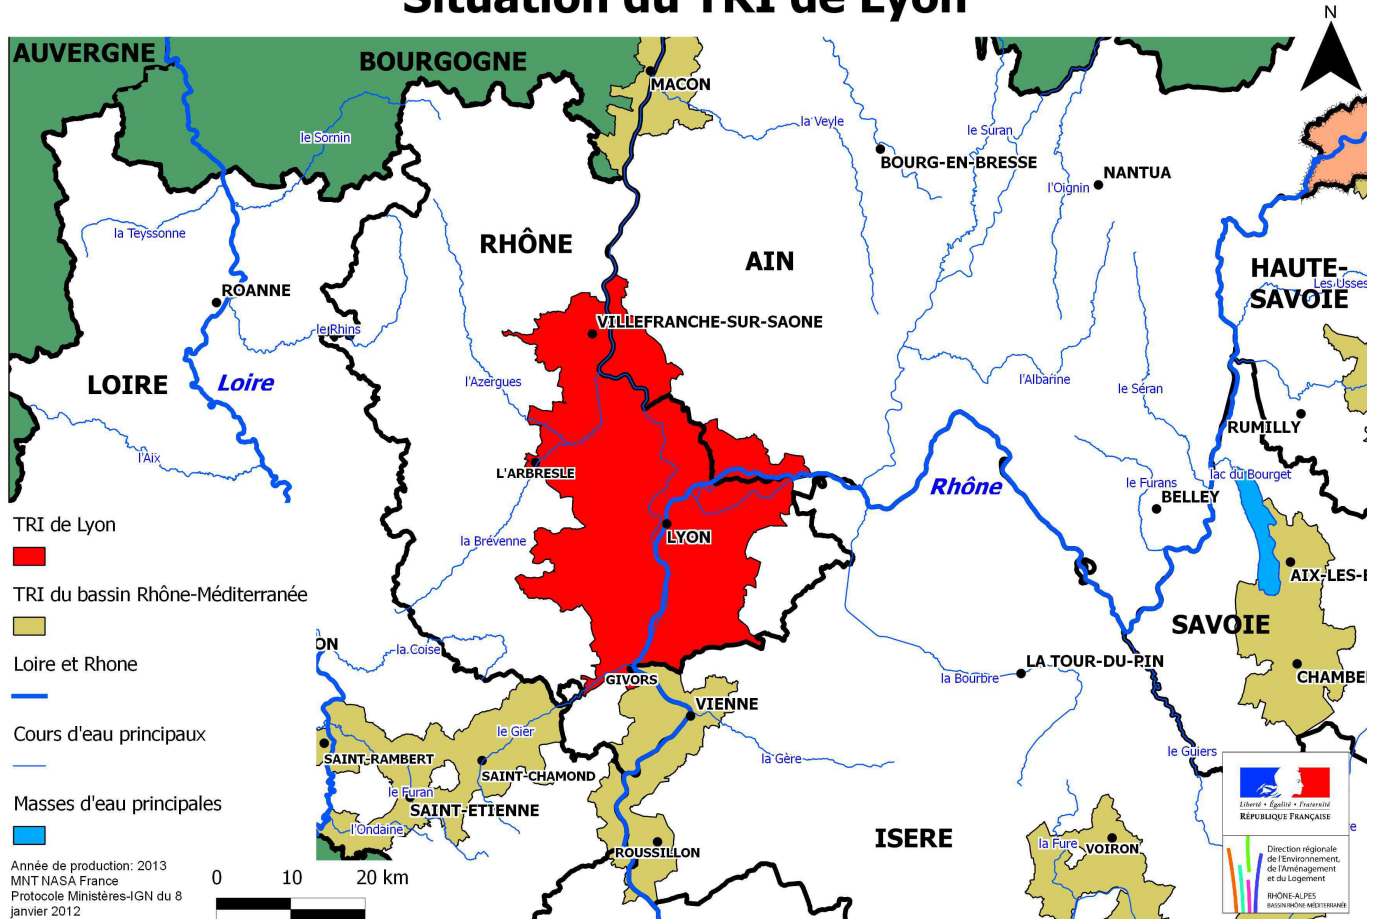 Situation du TRI de Lyon
N
AUVERGNE
BOURGOGNE
MACON
la Veyle
le Suran
le Sornin
BOURG-EN-BRESSE
NANTUA
l'Oignin
la Teyssonne
RHÔNE
AIN
HAUTE-
SAVOIE
Les Usses
ROANNE
le Rhins
VILLEFRANCHE-SUR-SAONE
LOIRE
Loire
l'Azergues
l'Albarine
le Séran
RUMILLY
l'Aix
L'ARBRESLE
Rhône
le Furans
lac du Bourget
BELLEY
TRI de Lyon
LYON
la Brévenne
AIX-LES-B
TRI du bassin Rhône-Méditerranée
SAVOIE
ON
la Coise
Loire et Rhone
LA TOUR-DU-PIN
la Bourbre
CHAMBE
GIVORS
VIENNE
Cours d'eau principaux
le Gier
le Guiers
la Gère
SAINT-RAMBERT
SAINT-CHAMOND
le Furan
SAINT-ETIENNE
Masses d'eau principales
l'Ondaine
ISERE
la Fure
VOIRON
ROUSSILLON
Liberté • Égalité • Fraternité
RÉPUBLIQUE FRANÇAISE
Direction régionale
de l'Environnement,
de l'Aménagement
et du Logement
RHÔNE-ALPES
BASSIN RHÔNE-MÉDITERRANÉE
Année de production: 2013
MNT NASA France
Protocole Ministères-IGN du 8
janvier 2012
0 10 20 km